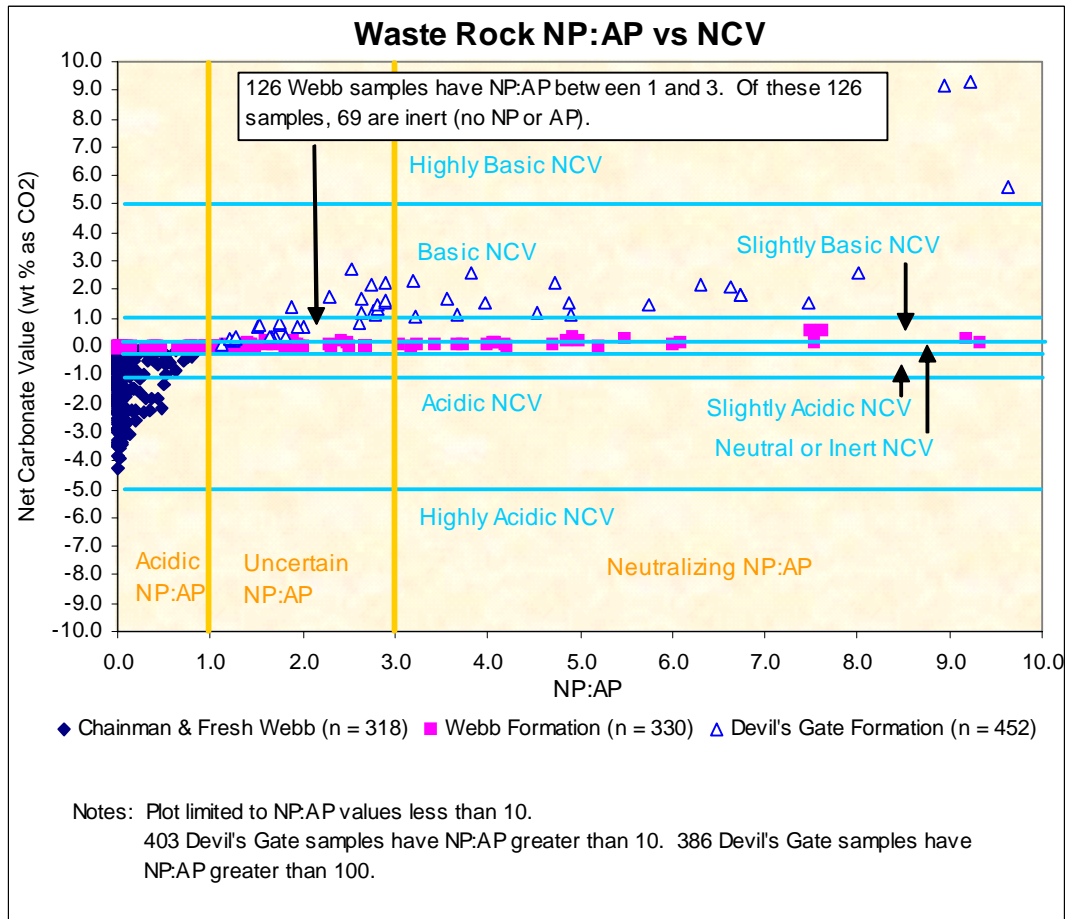 Waste Rock NP:AP vs NCV
126 Webb samples have NP:AP between 1 and 3. Of these 126
samples, 69 are inert (no NP or AP).
Highly Basic NCV
Basic NCV
Slightly Basic NCV
Acidic NCV
Slightly Acidic NCV
Neutral or Inert NCV
Highly Acidic NCV
Acidic
NP:AP
Uncertain
NP:AP
Neutralizing NP:AP
Net Carbonate Value (wt % as CO2)
10.0
9.0
8.0
7.0
6.0
5.0
4.0
3.0
2.0
1.0
0.0
-1.0
-2.0
-3.0
-4.0
-5.0
-6.0
-7.0
-8.0
-9.0
-10.0
0.0 1.0 2.0 3.0 4.0 5.0 6.0 7.0 8.0 9.0 10.0
NP:AP
Chainman & Fresh Webb (n = 318) Webb Formation (n = 330) Devil's Gate Formation (n = 452)
Notes: Plot limited to NP:AP values less than 10.
403 Devil's Gate samples have NP:AP greater than 10. 386 Devil's Gate samples have
NP:AP greater than 100.